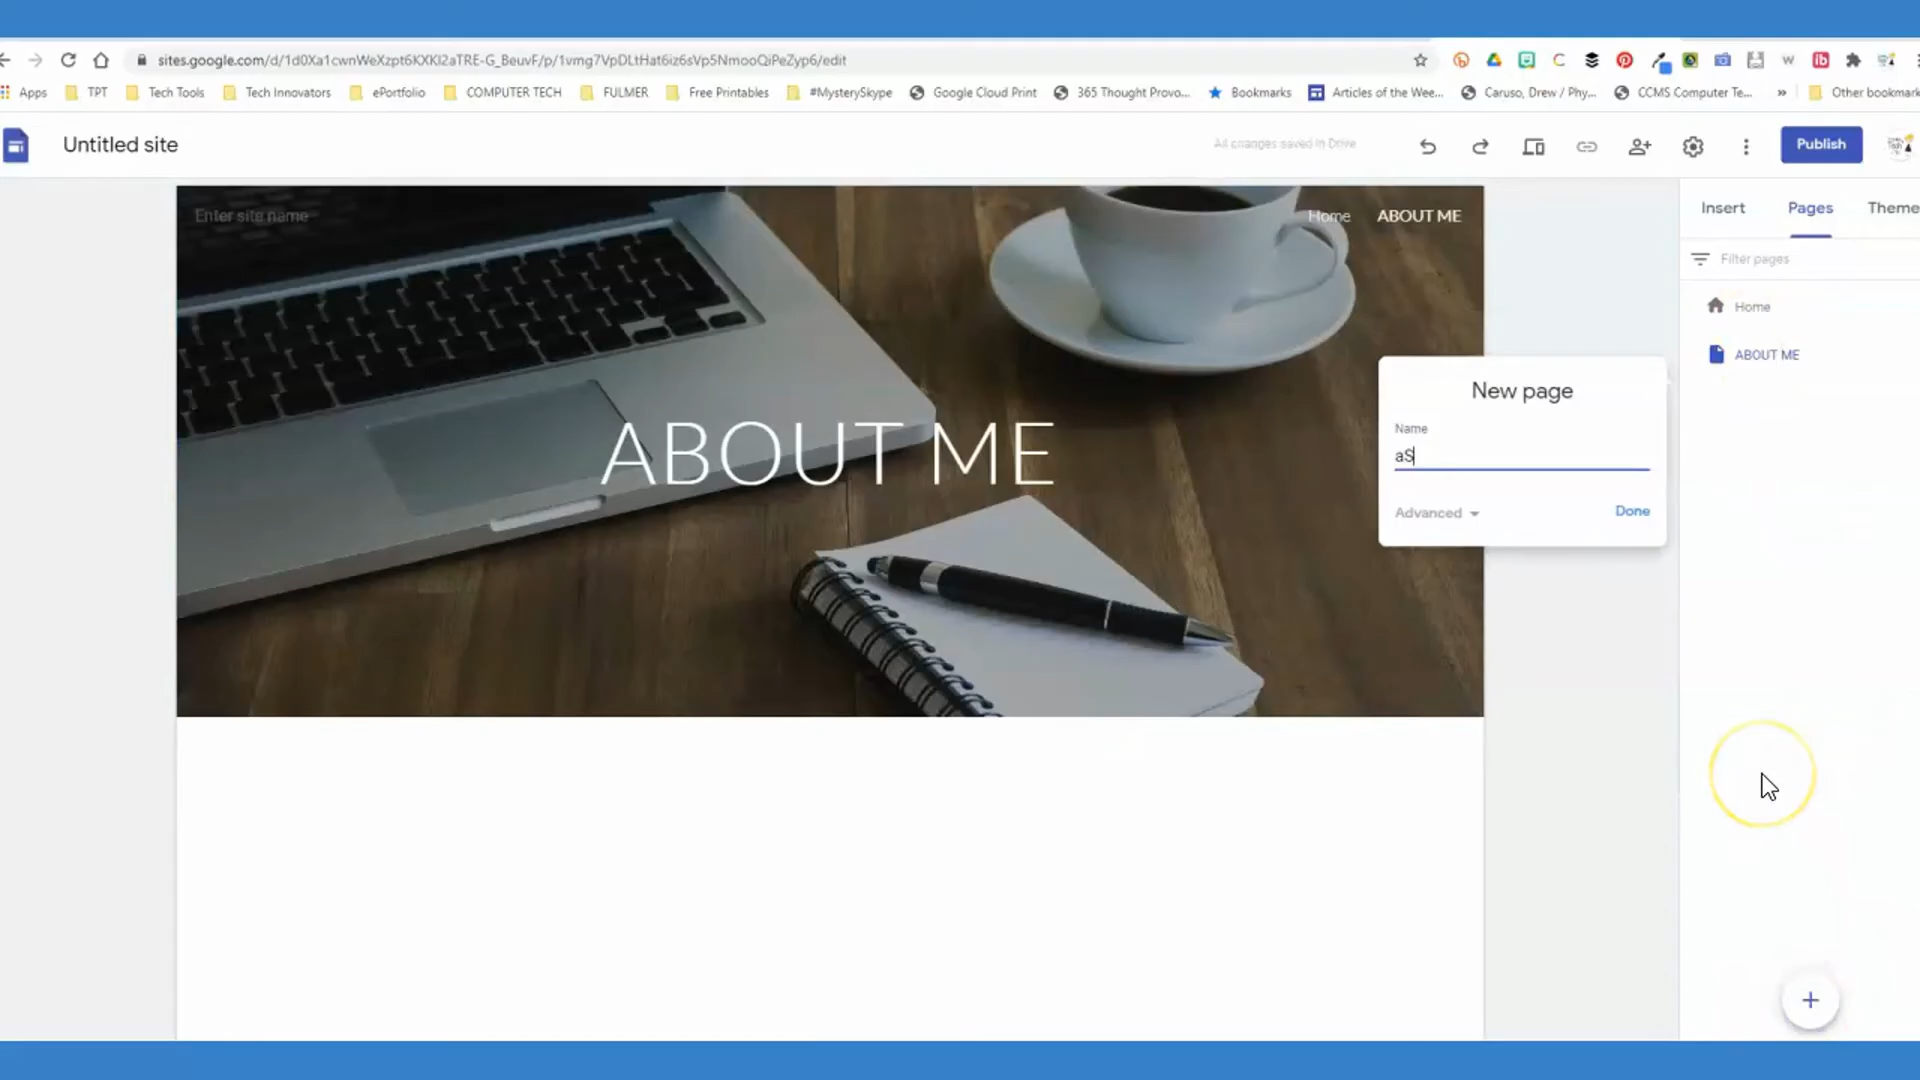 sites.google.com/d/1d0Xa1cwnWeXzpt6KXKl2aTRE-G_BeuvF/p/1vmg7VpDLtHat6iz6sVp5NmooQiPeZyp6/edit
Apps TPT Tech Tools Tech Innovators ePortfolio COMPUTER TECH FULMER Free Printables #MysterySkype Google Cloud Print 365 Thought Provo... Bookmarks Articles of the Wee... Caruso, Drew / Phy... CCMS Computer Te... » Other bookmark
Untitled site
All changes saved in Drive
Publish
Insert Pages Theme
Enter site name
Home ABOUT ME
Filter pages
Home
ABOUT ME
New page
Name
aS
Advanced
Done
ABOUT ME